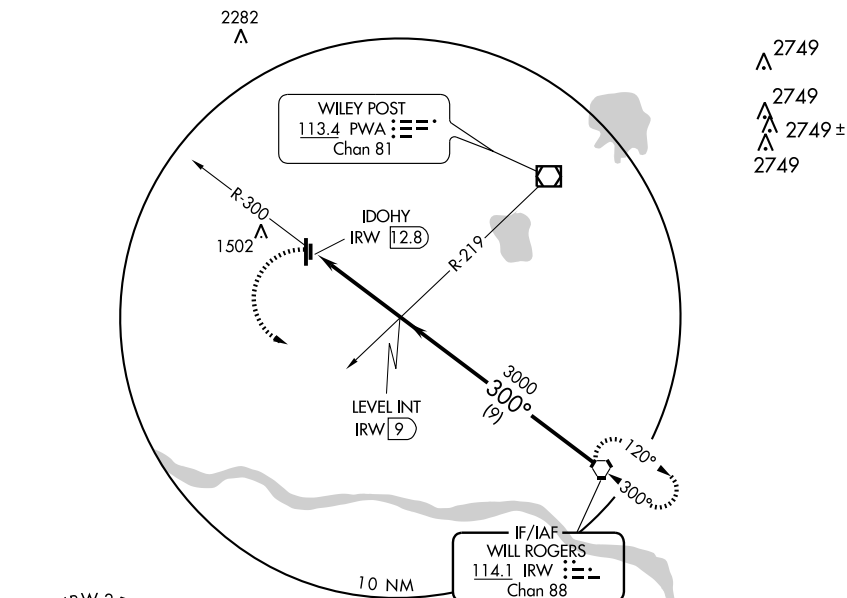 2282
2749
2749
2749 ±
2749
WILEY POST
113.4 PWA
Chan 81
R-300
IDOHY
IRW 12.8
1502
R-219
3000
300°
(9)
LEVEL INT
IRW 9
120°
300°
IF/IAF
WILL ROGERS
114.1 IRW
Chan 88
10 NM